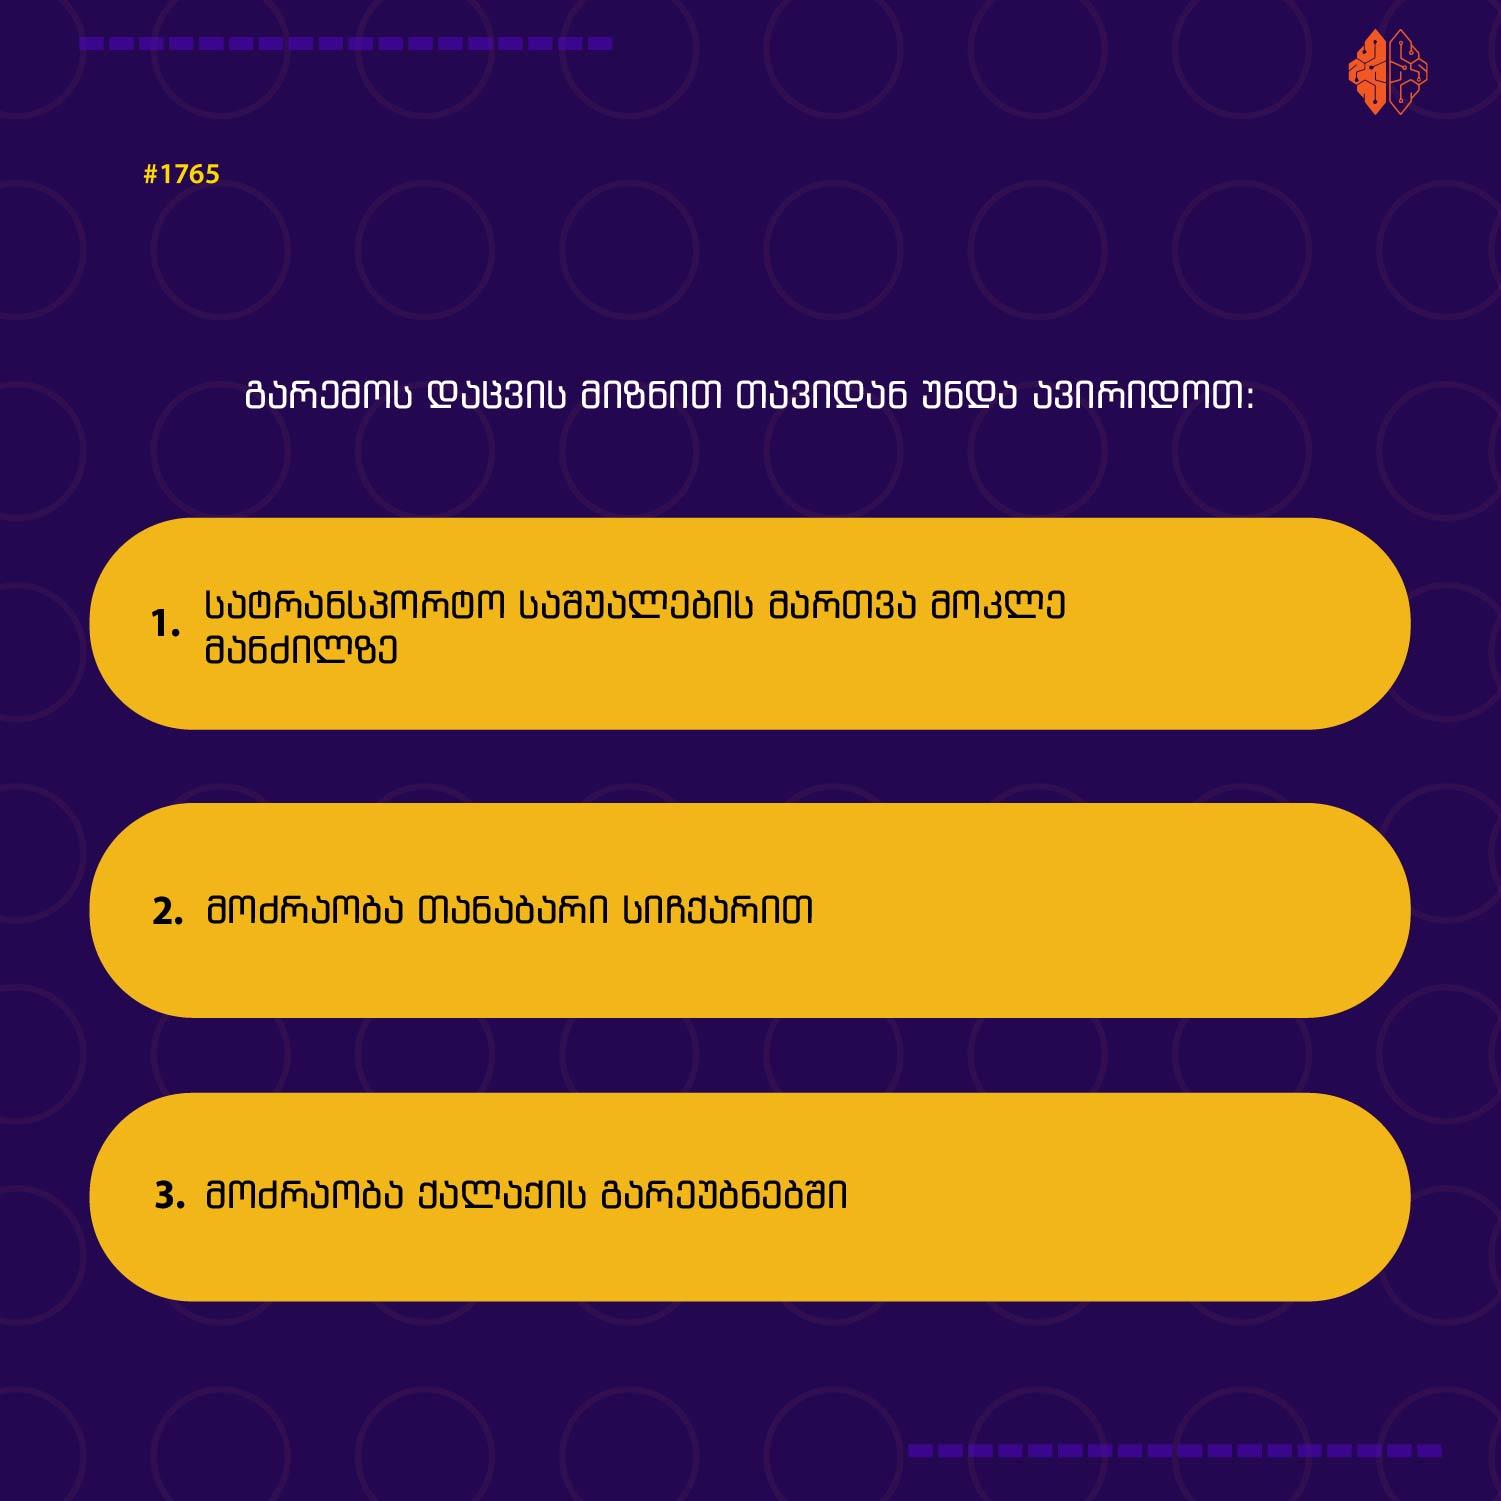 #1765
გარემოს დაცვის მიზნით თავიდან უნდა ავირიდოთ:
1. სატრანსპორტო საშუალების მართვა მოკლე
მანძილზე
2. მოძრაობა თანაბარი სიჩქარით
3. მოძრაობა ქალაქის გარეუბნებში